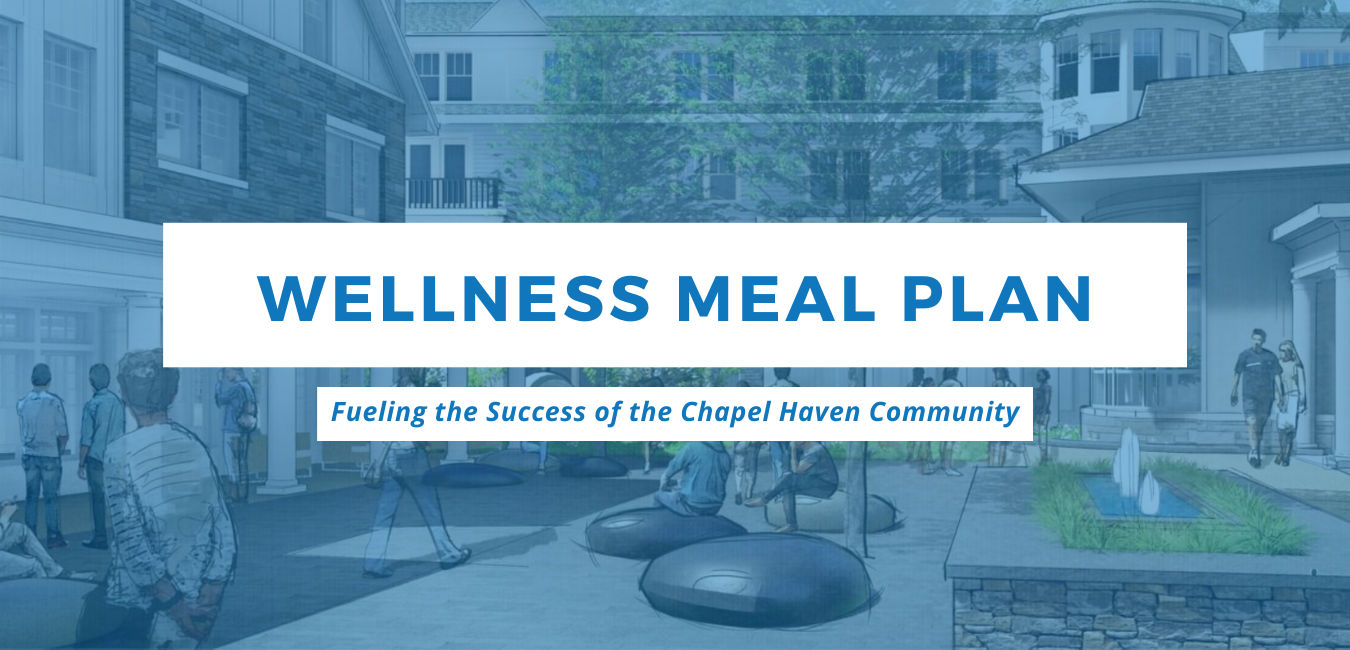 WELLNESS MEAL PLAN
Fueling the Success of the Chapel Haven Community